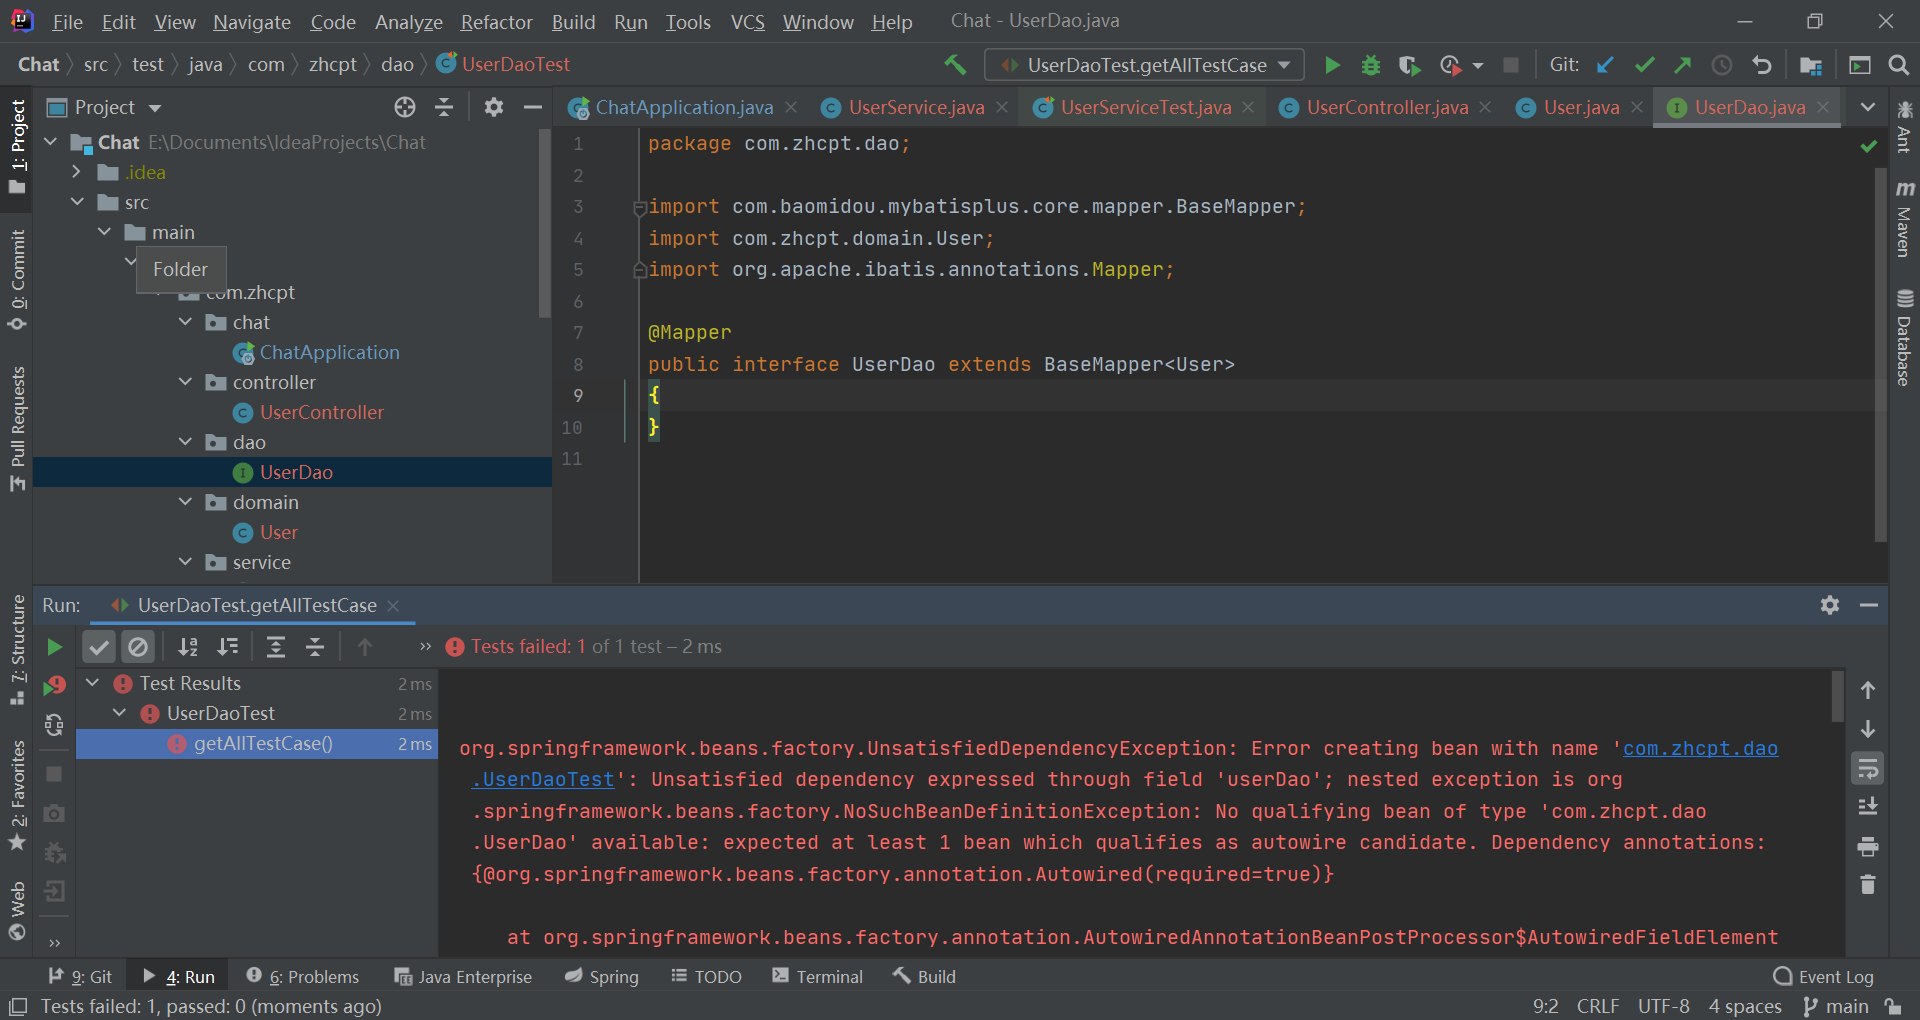 File Edit View Navigate Code Analyze Refactor Build Run Tools VCS Window Help Chat - UserDao.java
Chat src test java com zhcpt dao UserDaoTest UserDaoTest.getAllTestCase Git:
1: Project
0: Commit
Pull Requests
7: Structure
2: Favorites
Web
Project
Chat E:\Documents\IdeaProjects\Chat
.idea
src
main
Folder
com.zhcpt
chat
ChatApplication
controller
UserController
dao
UserDao
domain
User
service
ChatApplication.java UserService.java UserServiceTest.java UserController.java User.java UserDao.java
1 package com.zhcpt.dao;
2
3 import com.baomidou.mybatisplus.core.mapper.BaseMapper;
4 import com.zhcpt.domain.User;
5 import org.apache.ibatis.annotations.Mapper;
6
7 @Mapper
8 public interface UserDao extends BaseMapper<User>
9 {
10 }
11
Ant
Maven
Database
Run: UserDaoTest.getAllTestCase
Tests failed: 1 of 1 test – 2 ms
Test Results 2 ms
UserDaoTest 2 ms
getAllTestCase() 2 ms
org.springframework.beans.factory.UnsatisfiedDependencyException: Error creating bean with name 'com.zhcpt.dao
.UserDaoTest': Unsatisfied dependency expressed through field 'userDao'; nested exception is org
.springframework.beans.factory.NoSuchBeanDefinitionException: No qualifying bean of type 'com.zhcpt.dao
.UserDao' available: expected at least 1 bean which qualifies as autowire candidate. Dependency annotations:
{@org.springframework.beans.factory.annotation.Autowired(required=true)}
at org.springframework.beans.factory.annotation.AutowiredAnnotationBeanPostProcessor$AutowiredFieldElement
9: Git 4: Run 6: Problems Java Enterprise Spring TODO Terminal Build Event Log
Tests failed: 1, passed: 0 (moments ago) 9:2 CRLF UTF-8 4 spaces main